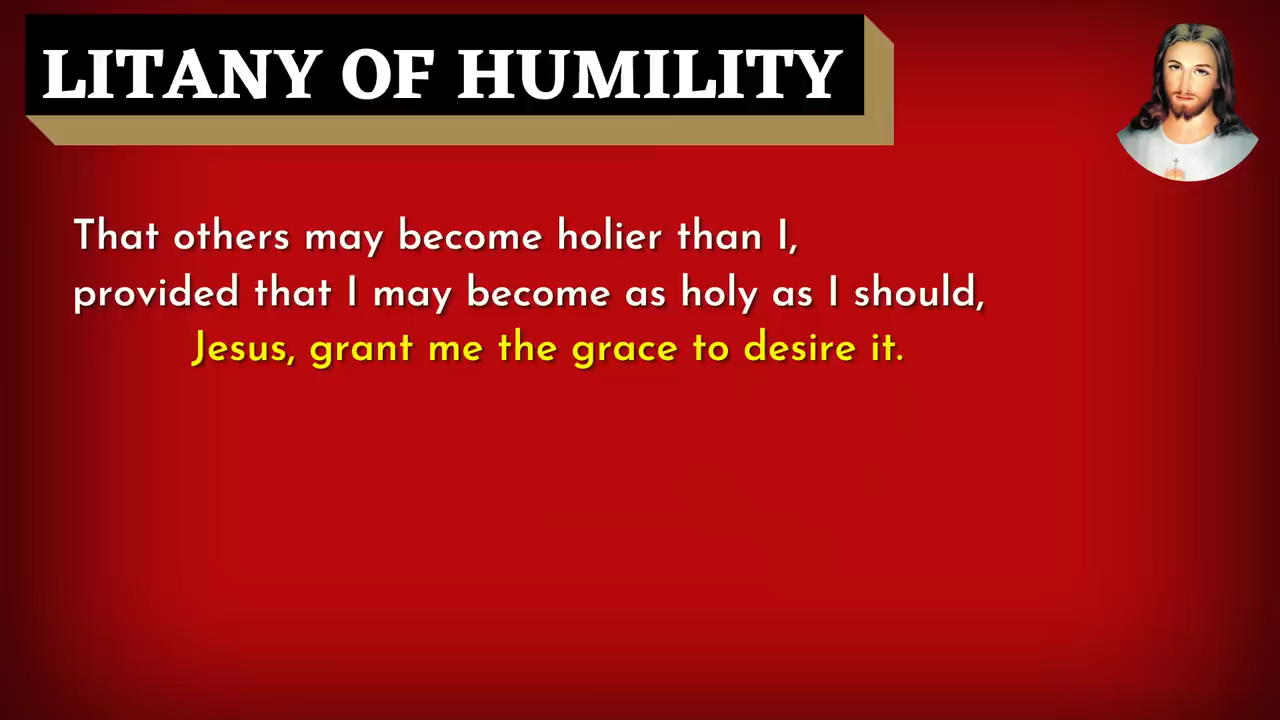 LITANY OF HUMILITY
That others may become holier than I,
provided that I may become as holy as I should,
Jesus, grant me the grace to desire it.